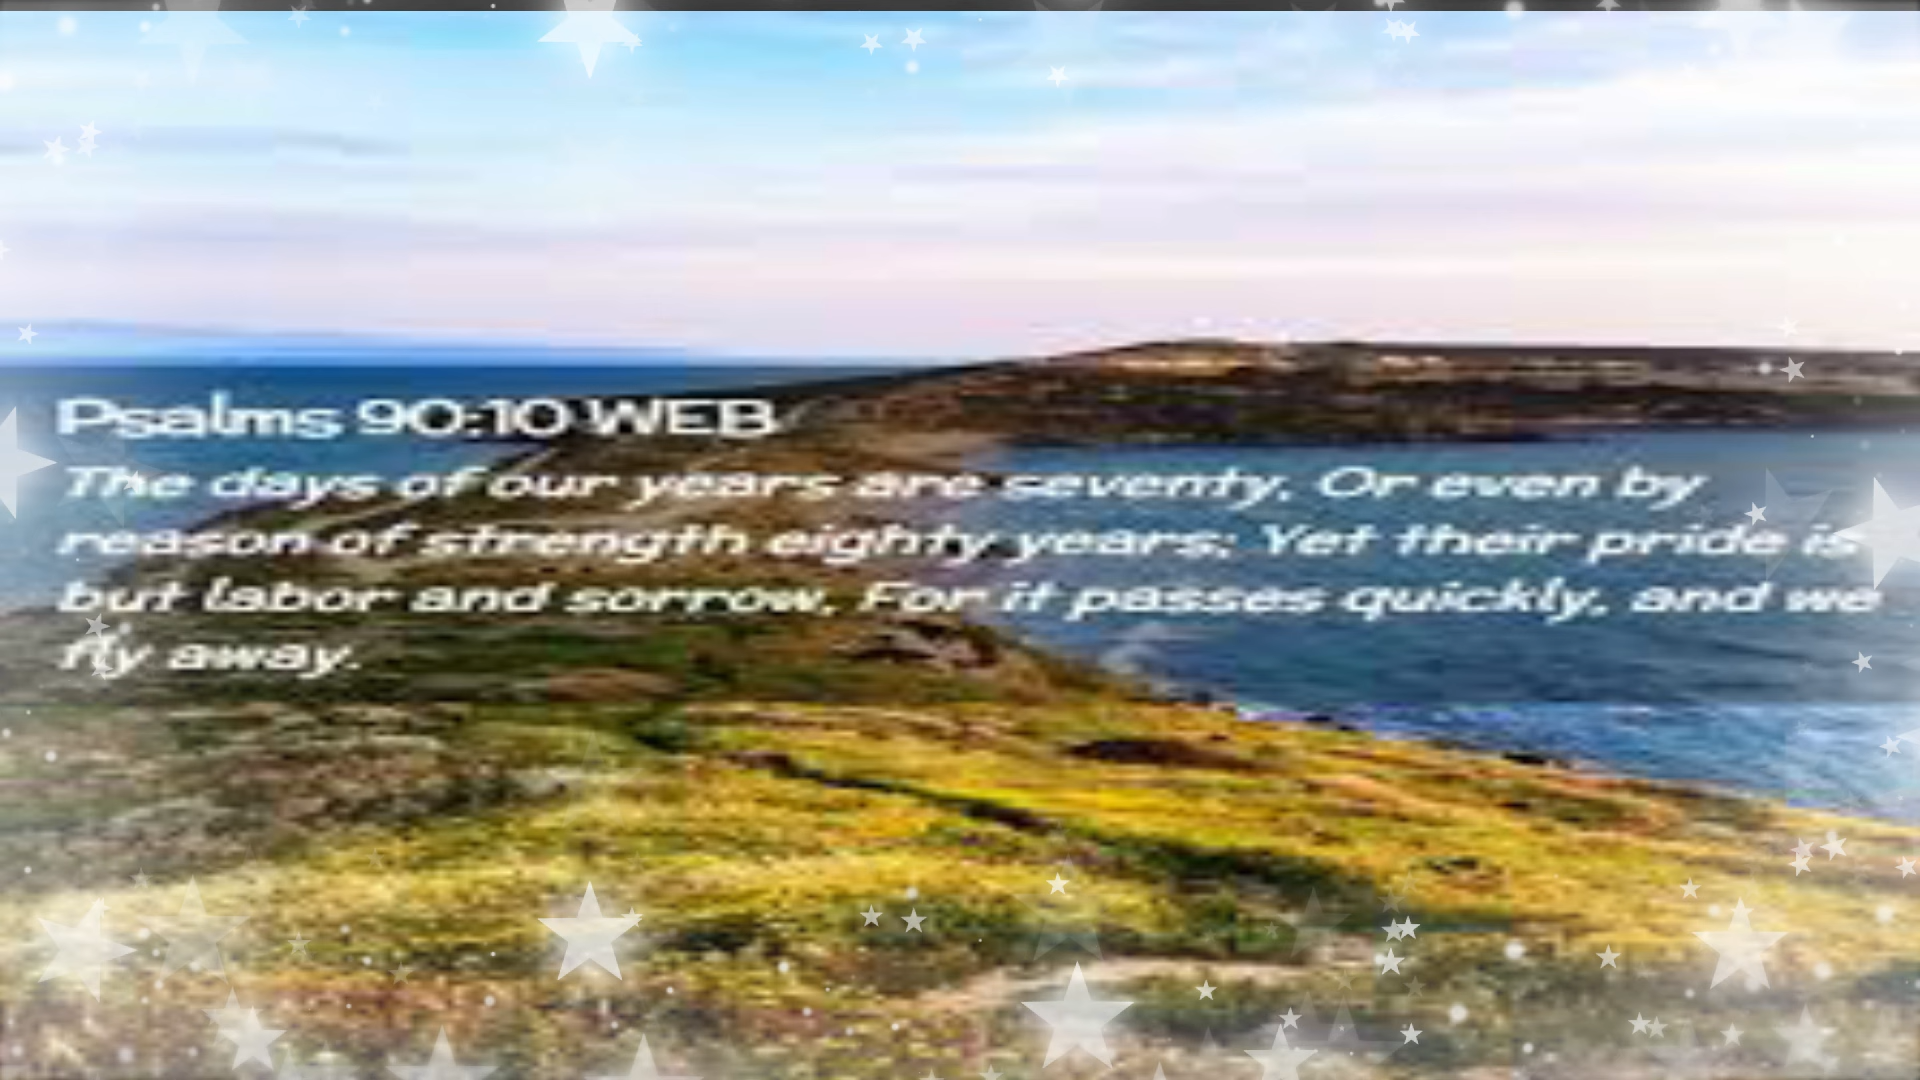 Psalms 90:10 WEB
The days of our years are seventy, Or even by
reason of strength eighty years; Yet their pride is
but labor and sorrow, For it passes quickly, and we
fly away.